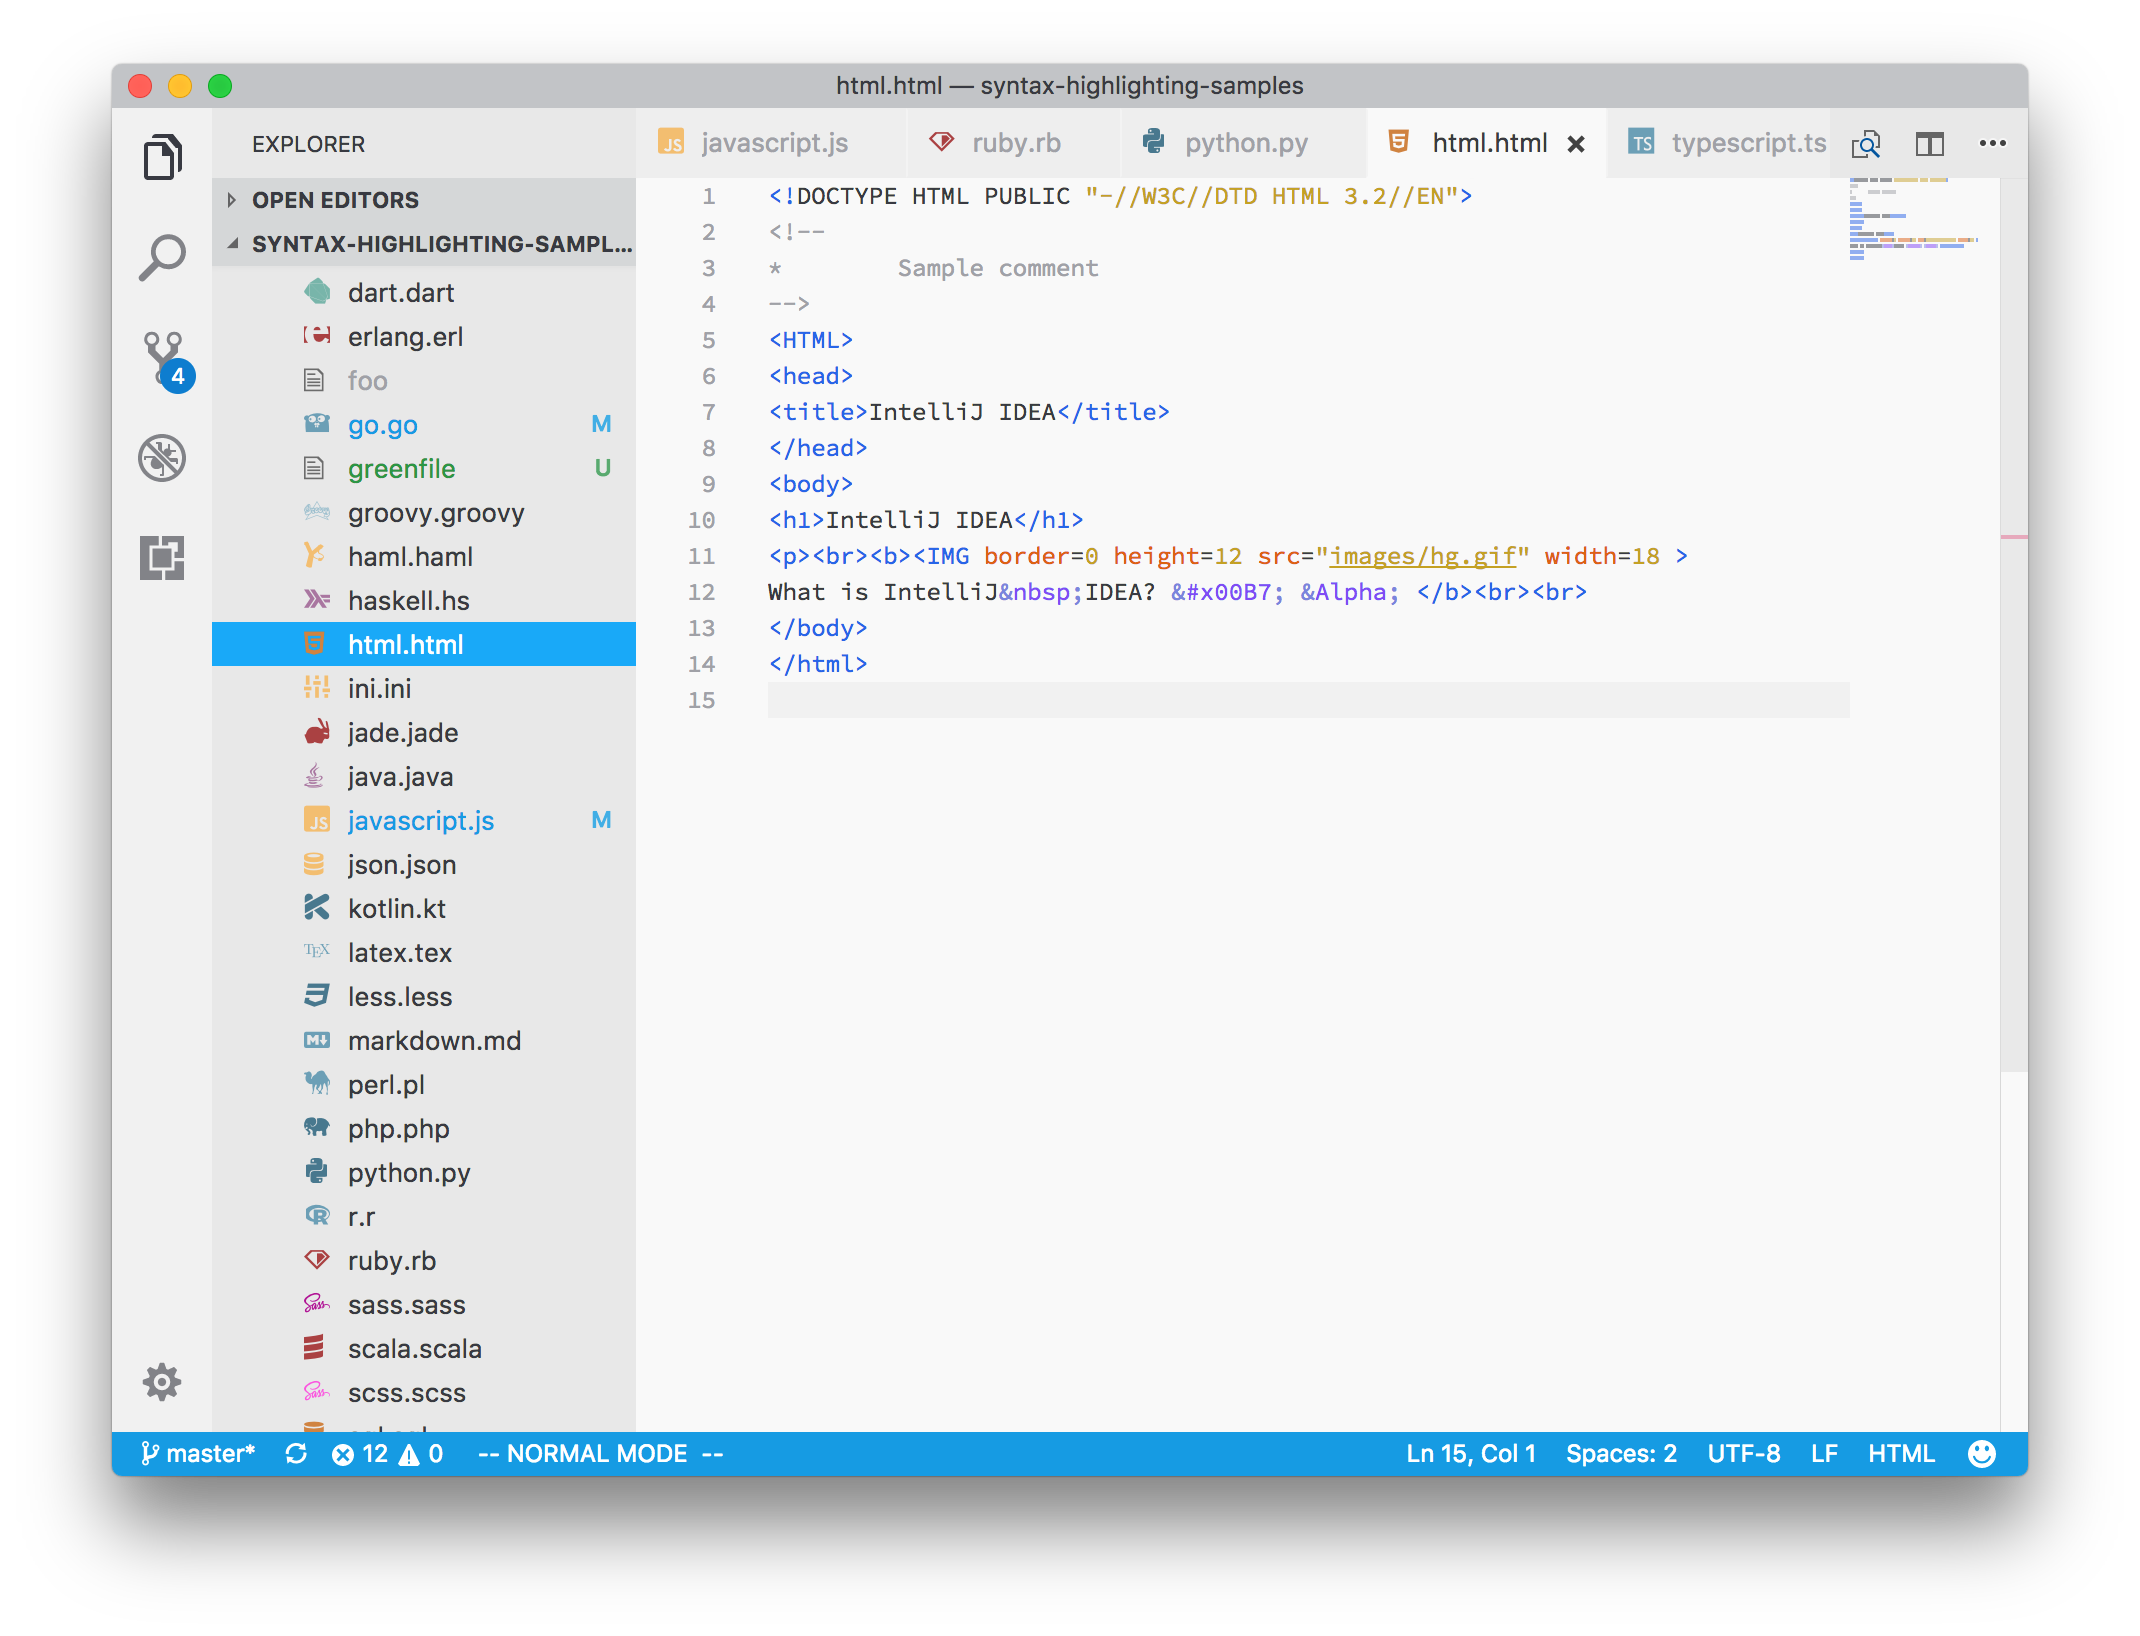 html.html — syntax-highlighting-samples
EXPLORER
OPEN EDITORS
SYNTAX-HIGHLIGHTING-SAMPL...
dart.dart
erlang.erl
foo
go.go M
greenfile U
groovy.groovy
haml.haml
haskell.hs
html.html
ini.ini
jade.jade
java.java
JS javascript.js M
json.json
kotlin.kt
TEX latex.tex
less.less
M markdown.md
perl.pl
php.php
python.py
R r.r
ruby.rb
Sass sass.sass
scala.scala
Sass scss.scss
4
JS javascript.js ruby.rb python.py 5 html.html TS typescript.ts
1 <!DOCTYPE HTML PUBLIC "-//W3C//DTD HTML 3.2//EN">
2 <!--
3 *        Sample comment
4 -->
5 <HTML>
6 <head>
7 <title>IntelliJ IDEA</title>
8 </head>
9 <body>
10 <h1>IntelliJ IDEA</h1>
11 <p><br><b><IMG border=0 height=12 src="images/hg.gif" width=18 >
12 What is IntelliJ&nbsp;IDEA? &#x00B7; &Alpha; </b><br><br>
13 </body>
14 </html>
15
master* 12 0 -- NORMAL MODE -- Ln 15, Col 1 Spaces: 2 UTF-8 LF HTML